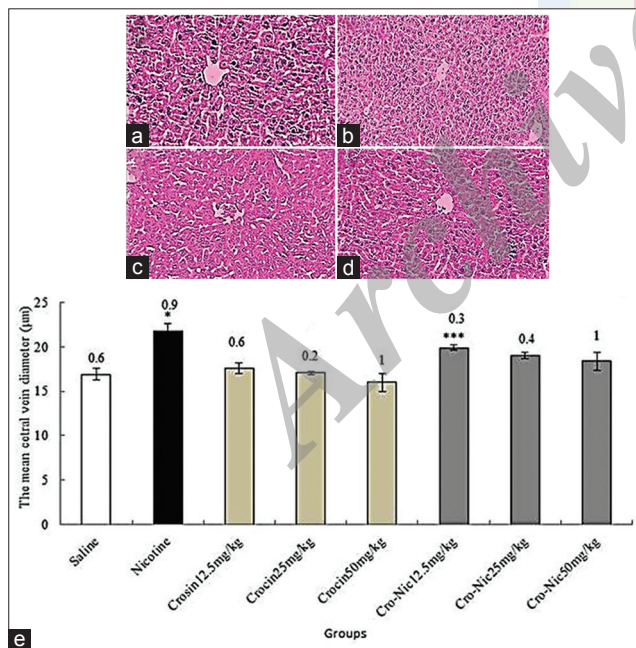 a
b
c
d
The mean cetral vein diameter (µm)
25
20
15
10
5
0
0.6
0.9
*
0.6
0.2
1
0.3
***
0.4
1
Saline
Nicotine
Crosin12.5mg/kg
Crocin25mg/kg
Crocin50mg/kg
Cro-Nic12.5mg/kg
Cro-Nic25mg/kg
Cro-Nic50mg/kg
Groups
e
Archive